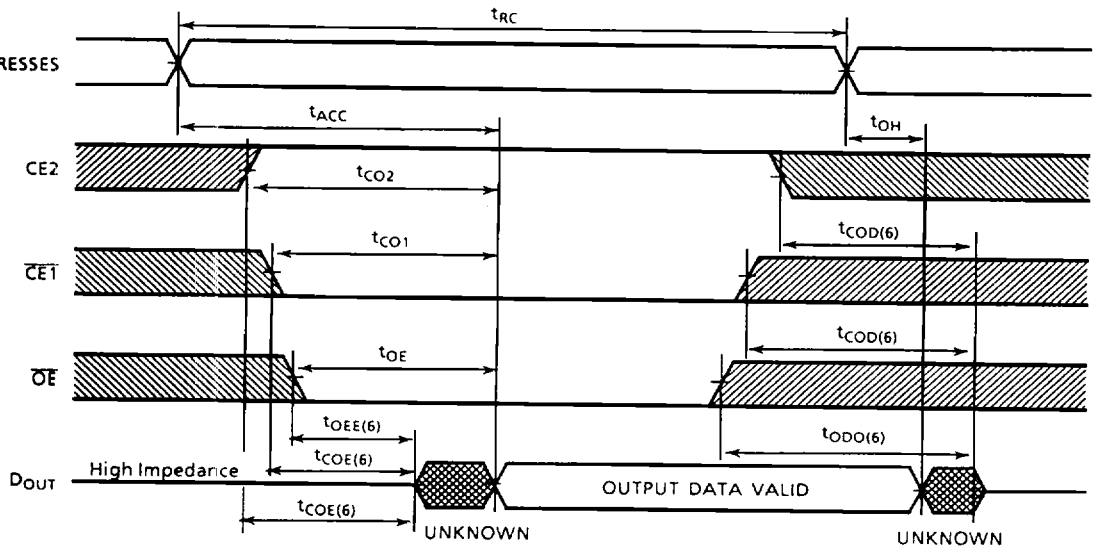 tRC
RESSES
tACC
tOH
CE2
tCO2
tCO1
tCOD(6)
CE1
tCOD(6)
tOE
OE
tOEE(6)
tODO(6)
tCOE(6)
High Impedance
DOUT
OUTPUT DATA VALID
tCOE(6)
UNKNOWN
UNKNOWN